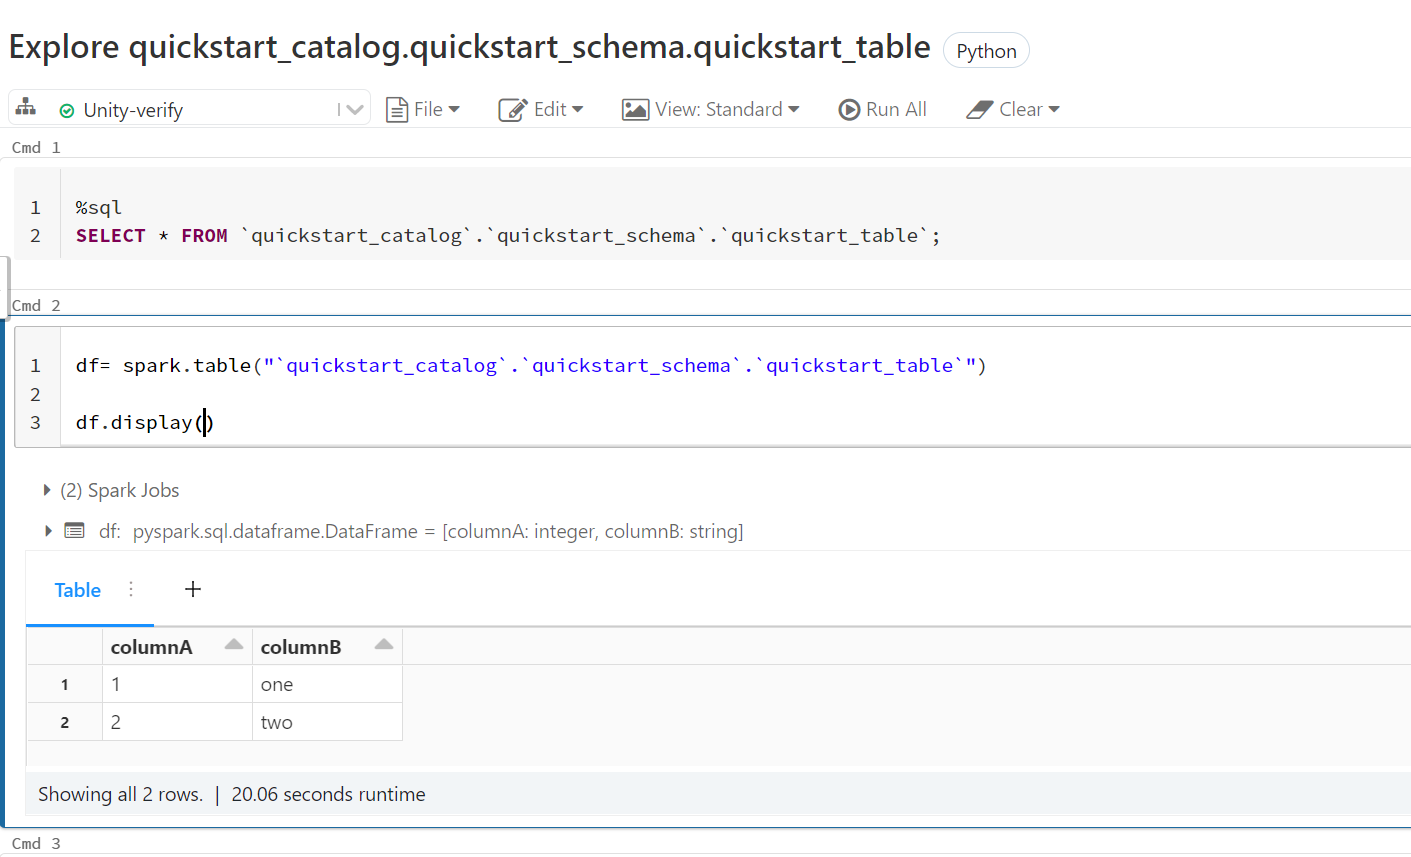 Explore quickstart_catalog.quickstart_schema.quickstart_table Python
Unity-verify File Edit View: Standard Run All Clear
Cmd 1
1 %sql
2 SELECT * FROM `quickstart_catalog`.`quickstart_schema`.`quickstart_table`;
Cmd 2
1 df= spark.table("`quickstart_catalog`.`quickstart_schema`.`quickstart_table`")
2
3 df.display()
(2) Spark Jobs
df: pyspark.sql.dataframe.DataFrame = [columnA: integer, columnB: string]
Table +
columnA columnB
1 1 one
2 2 two
Showing all 2 rows. | 20.06 seconds runtime
Cmd 3